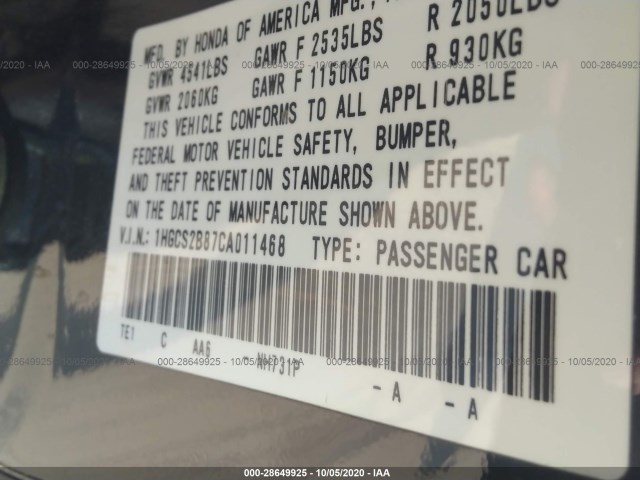 MFD. BY HONDA OF AMERICA MFG.,
GVWR 4541LBS GAWR F 2535LBS R 2050LBS
GVWR 2060KG GAWR F 1150KG R 930KG
THIS VEHICLE CONFORMS TO ALL APPLICABLE
FEDERAL MOTOR VEHICLE SAFETY, BUMPER,
AND THEFT PREVENTION STANDARDS IN EFFECT
ON THE DATE OF MANUFACTURE SHOWN ABOVE.
V.I.N.: 1HGCS2B87CA011468 TYPE: PASSENGER CAR
TE1 C AA6 - NH731P - A - A
000-28649925 - 10/05/2020 - IAA